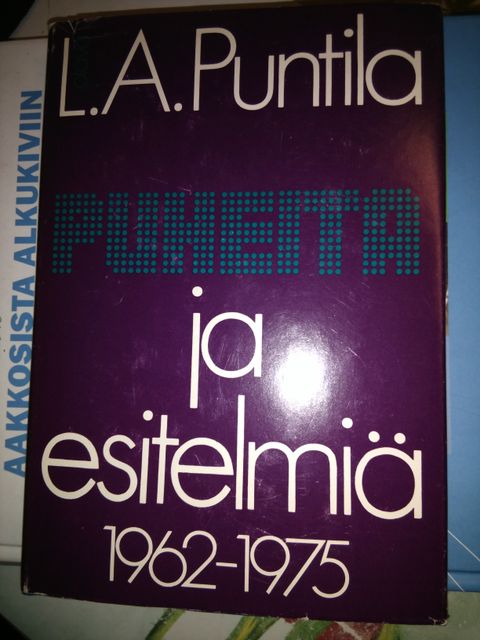 L.A. Puntila
PUHEITA
ja
esitelmiä
1962-1975
AAKKOSISTA ALKUKIVIIN